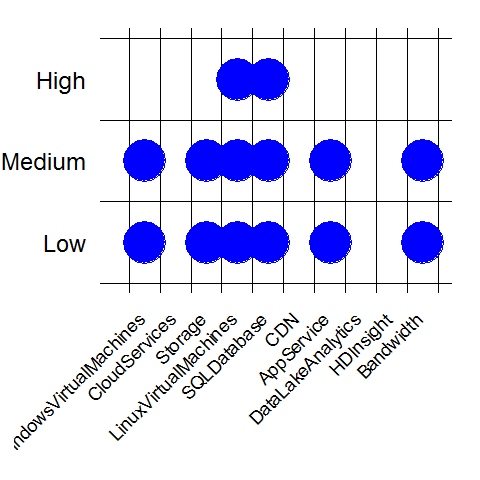 High
Medium
Low
ndowsVirtualMachines
CloudServices
Storage
LinuxVirtualMachines
SQLDatabase
CDN
AppService
DataLakeAnalytics
HDInsight
Bandwidth